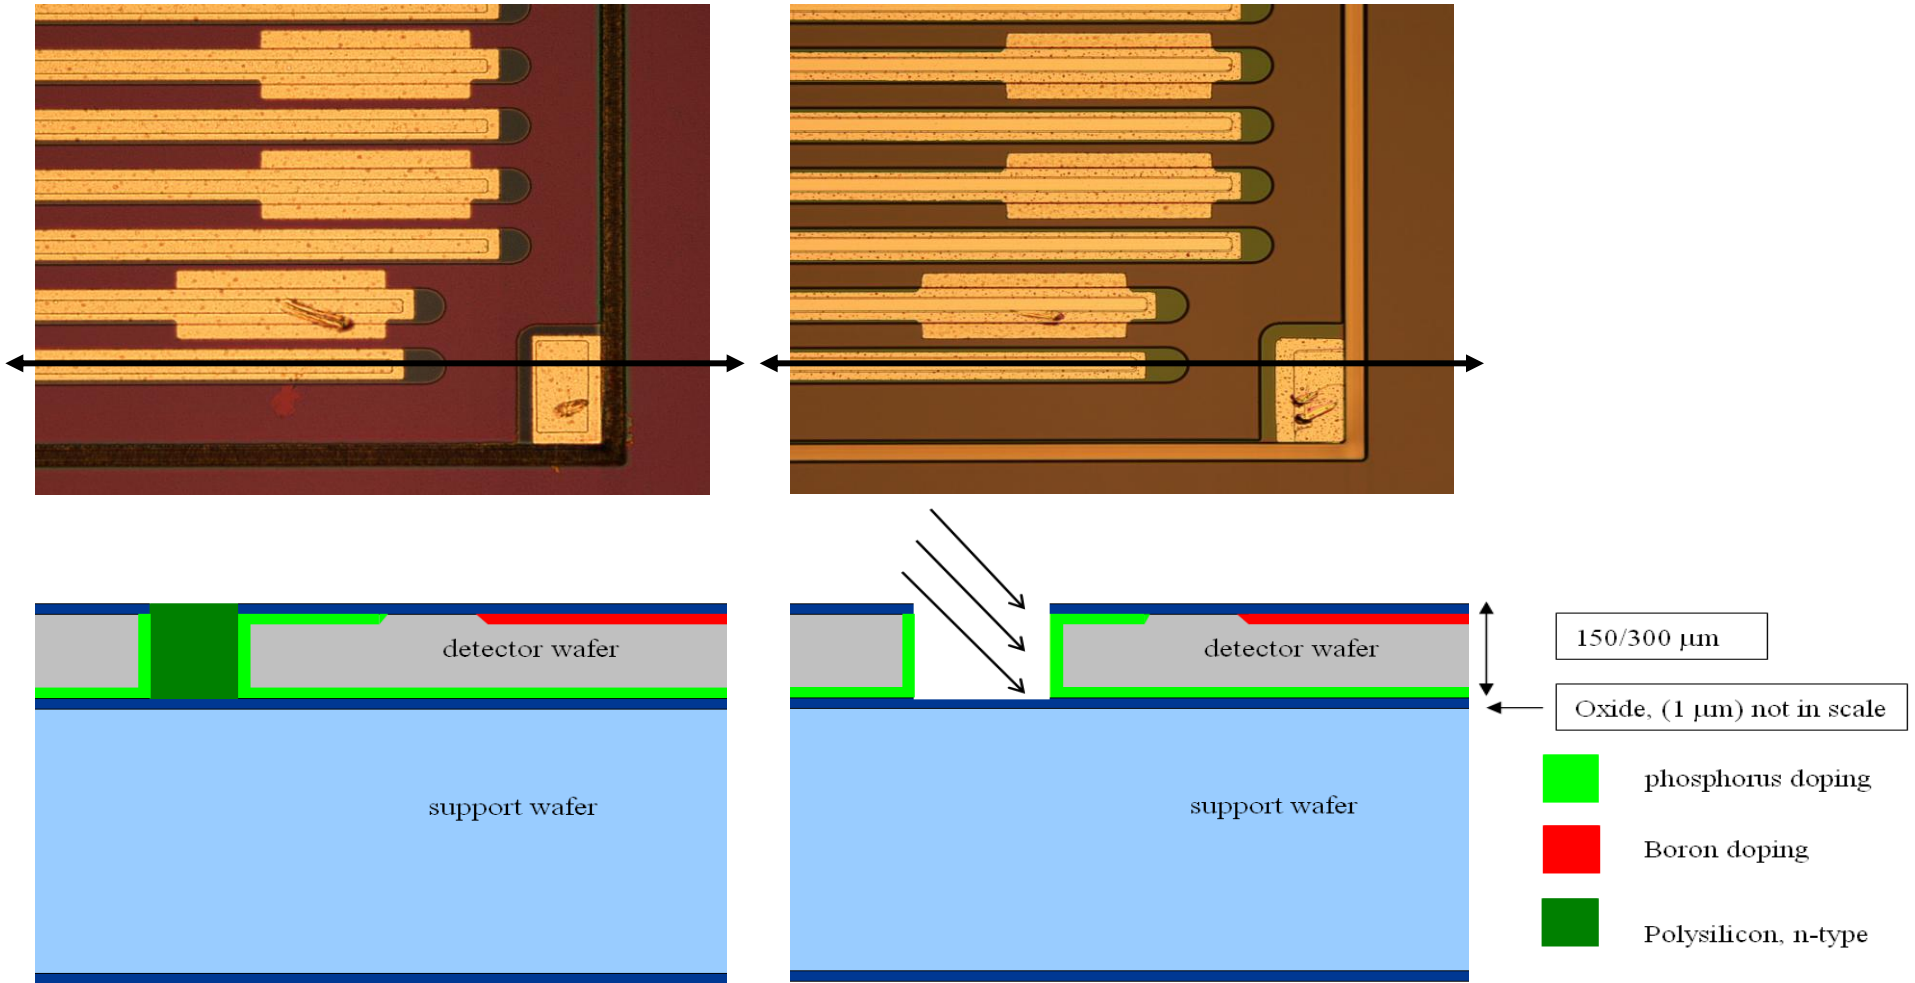 detector wafer
support wafer
detector wafer
support wafer
150/300 µm
Oxide, (1 µm) not in scale
phosphorus doping
Boron doping
Polysilicon, n-type